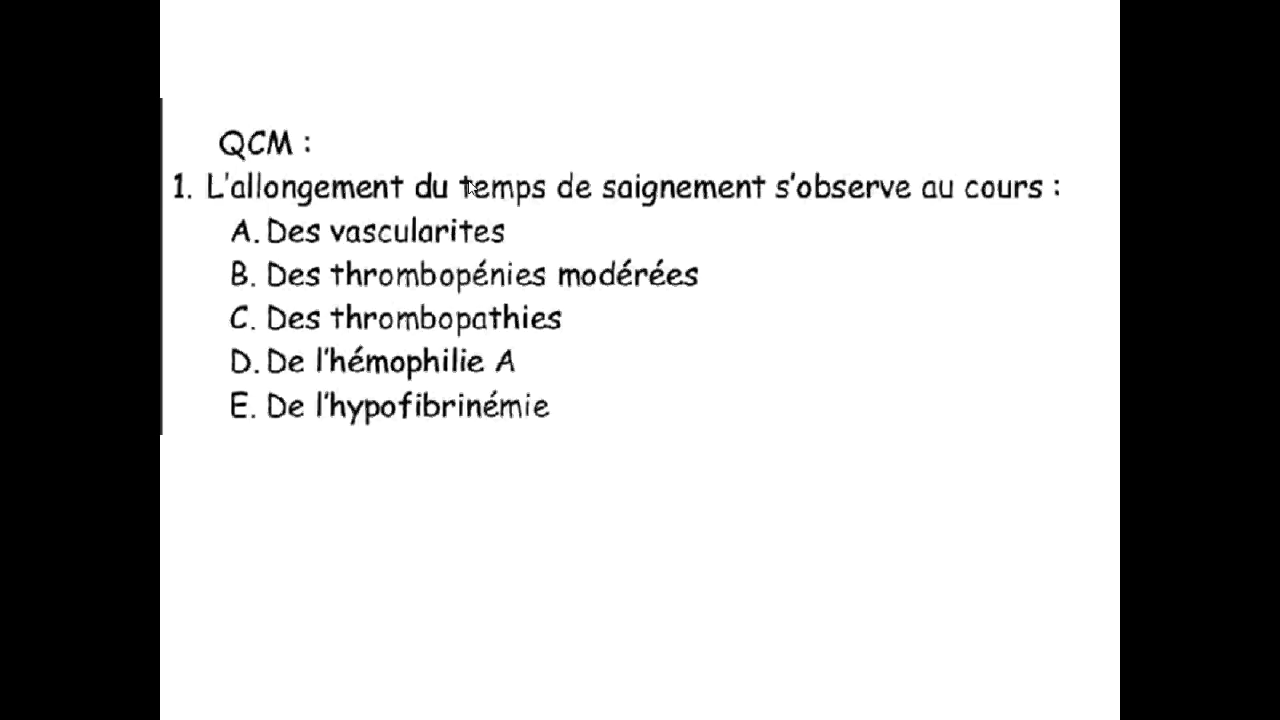 QCM :
1. L'allongement du temps de saignement s'observe au cours :
A. Des vascularites
B. Des thrombopénies modérées
C. Des thrombopathies
D. De l'hémophilie A
E. De l'hypofibrinémie